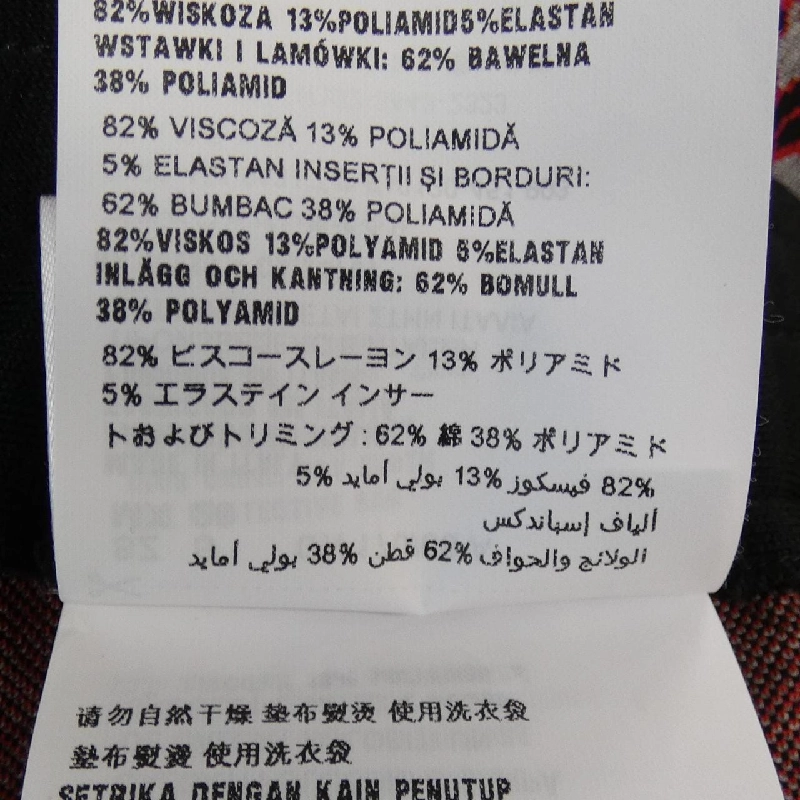 82%WISKOZA 13%POLIAMID5%ELASTAN
WSTAWKI I LAMÓWKI: 62% BAWELNA
38% POLIAMID
82% VISCOZĂ 13% POLIAMIDĂ
5% ELASTAN INSERȚII ȘI BORDURI:
62% BUMBAC 38% POLIAMIDĂ
82%VISKOS 13%POLYAMID 5%ELASTAN
INLÄGG OCH KANTNING: 62% BOMULL
38% POLYAMID
82% ビスコースレーヨン 13% ポリアミド
5% エラステイン インサー
トおよびトリミング: 62% 綿 38% ポリアミド
82% فيسكوز 13% بولي أمايد 5%
ألياف إسباندكس
الولائج والحواف 62% قطن 38% بولي أمايد
请勿自然干燥 垫布熨烫 使用洗衣袋
墊布熨燙 使用洗衣袋
SETRIKA DENGAN KAIN PENUTUP